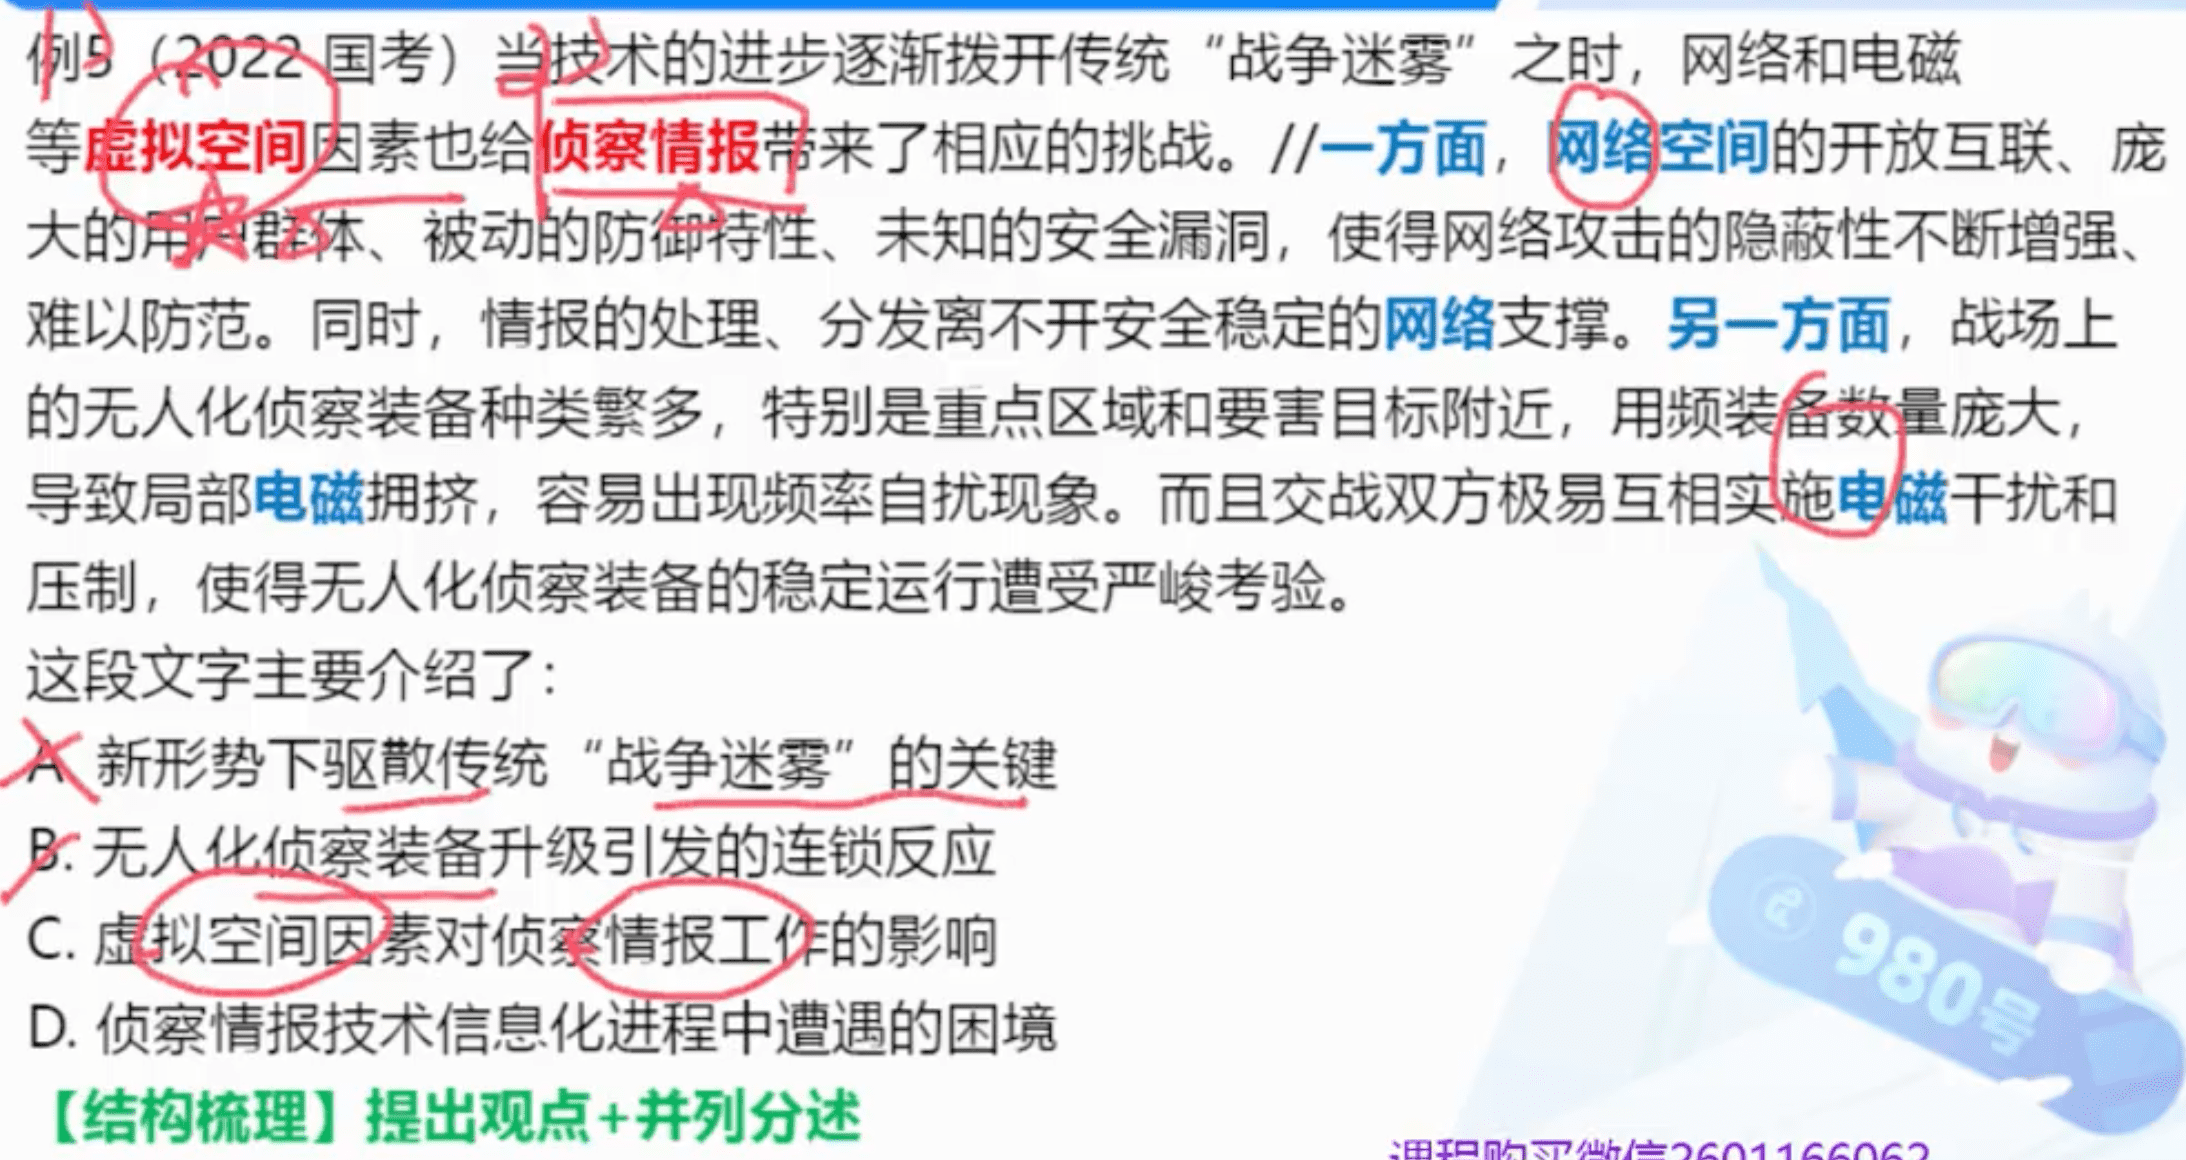 例5（2022 国考）当技术的进步逐渐拨开传统“战争迷雾”之时，网络和电磁
等虚拟空间因素也给侦察情报带来了相应的挑战。//一方面，网络空间的开放互联、庞
大的用户群体、被动的防御特性、未知的安全漏洞，使得网络攻击的隐蔽性不断增强、
难以防范。同时，情报的处理、分发离不开安全稳定的网络支撑。另一方面，战场上
的无人化侦察装备种类繁多，特别是重点区域和要害目标附近，用频装备数量庞大，
导致局部电磁拥挤，容易出现频率自扰现象。而且交战双方极易互相实施电磁干扰和
压制，使得无人化侦察装备的稳定运行遭受严峻考验。
这段文字主要介绍了：
A. 新形势下驱散传统“战争迷雾”的关键
B. 无人化侦察装备升级引发的连锁反应
C. 虚拟空间因素对侦察情报工作的影响
D. 侦察情报技术信息化进程中遭遇的困境
980号
【结构梳理】提出观点+并列分述
课程购买微信2601166062